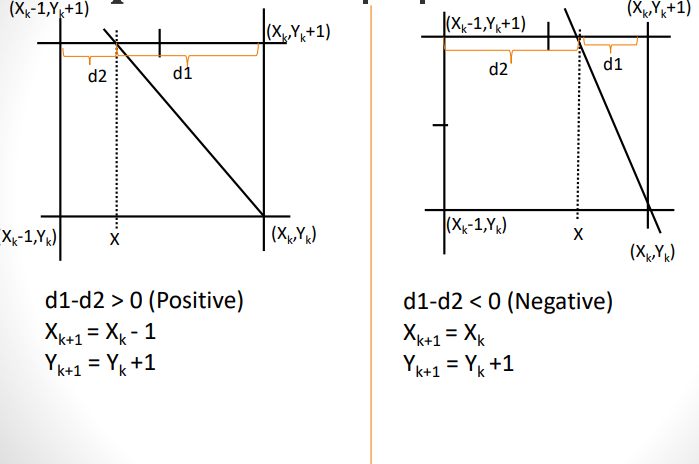 (Xk-1,Yk+1)
(Xk,Yk+1)
d2
d1
Xk-1,Yk)
X
(Xk,Yk)
d1-d2 > 0 (Positive)
Xk+1 = Xk - 1
Yk+1 = Yk +1
(Xk-1,Yk+1)
(Xk,Yk+1)
d2
d1
(Xk-1,Yk)
X
(Xk,Yk)
d1-d2 < 0 (Negative)
Xk+1 = Xk
Yk+1 = Yk +1